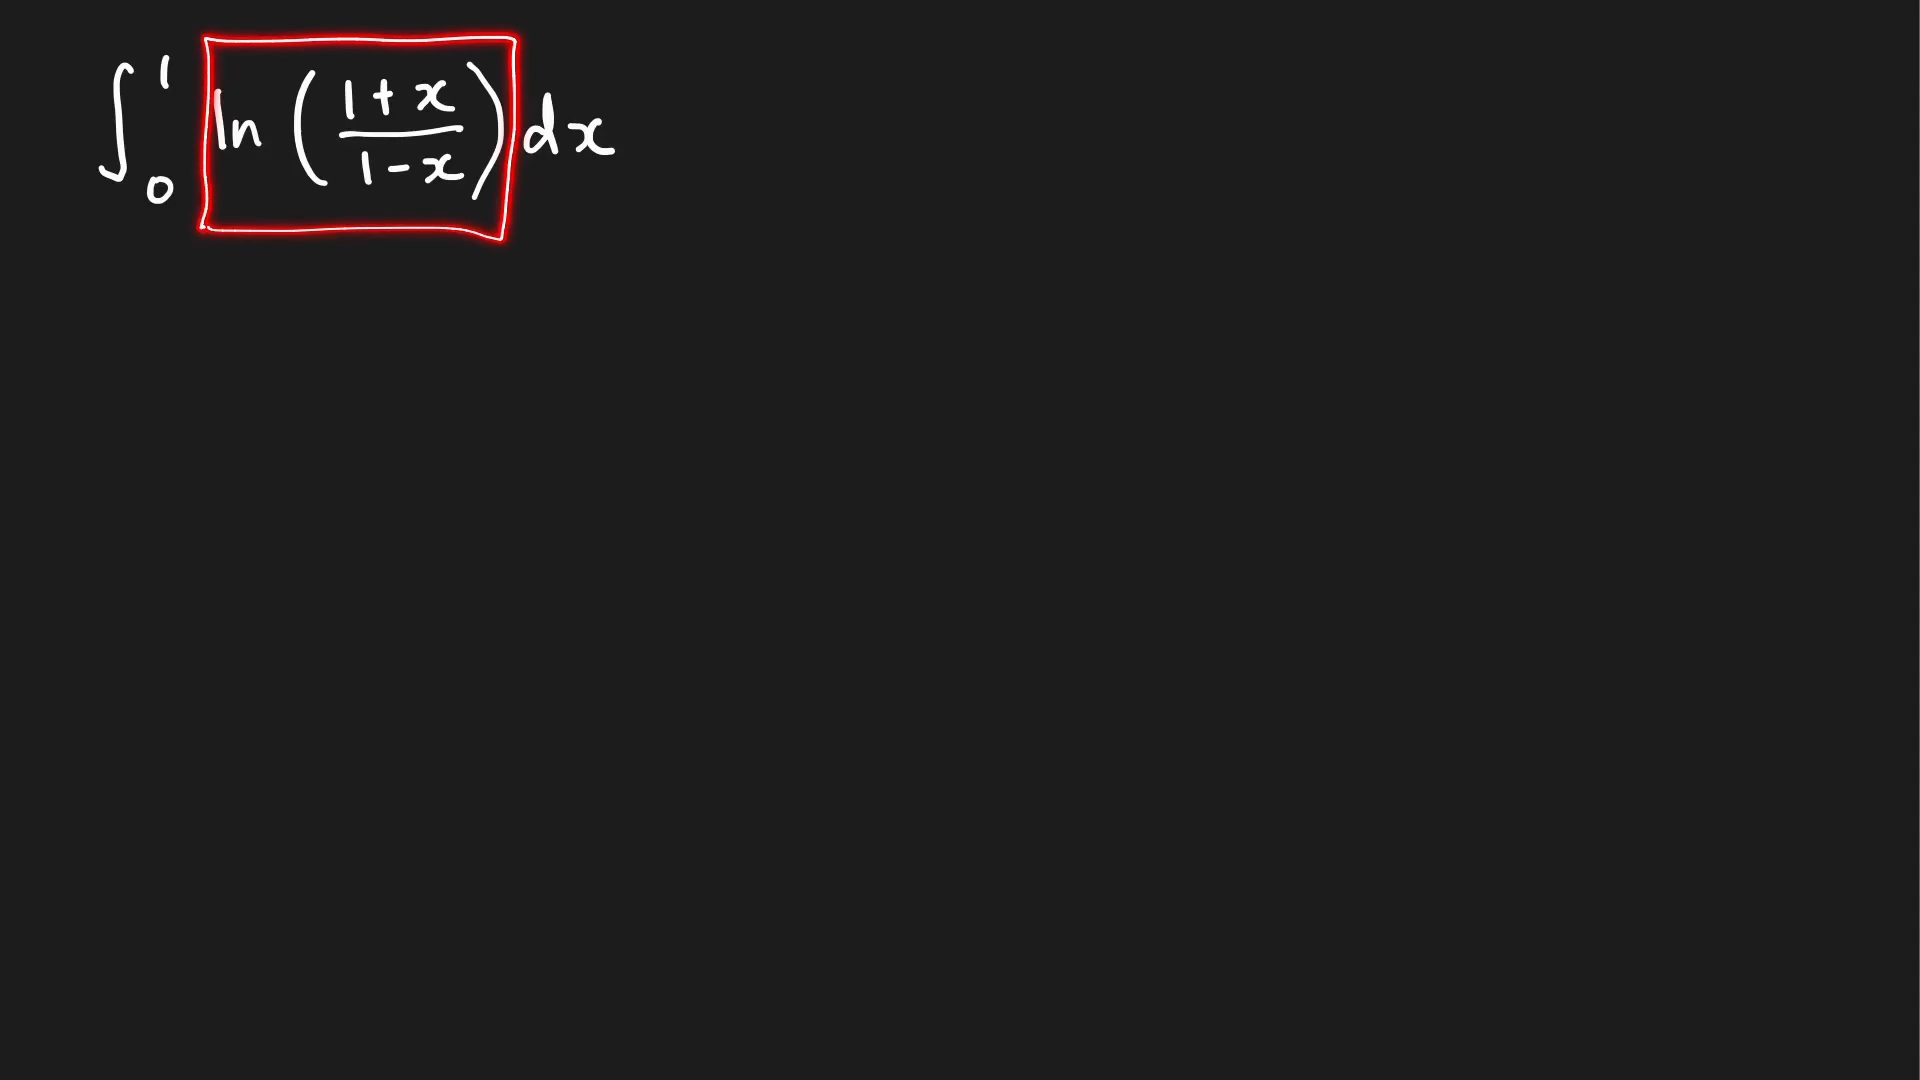 ∫₀¹ ln ( (1+x)/(1-x) ) dx